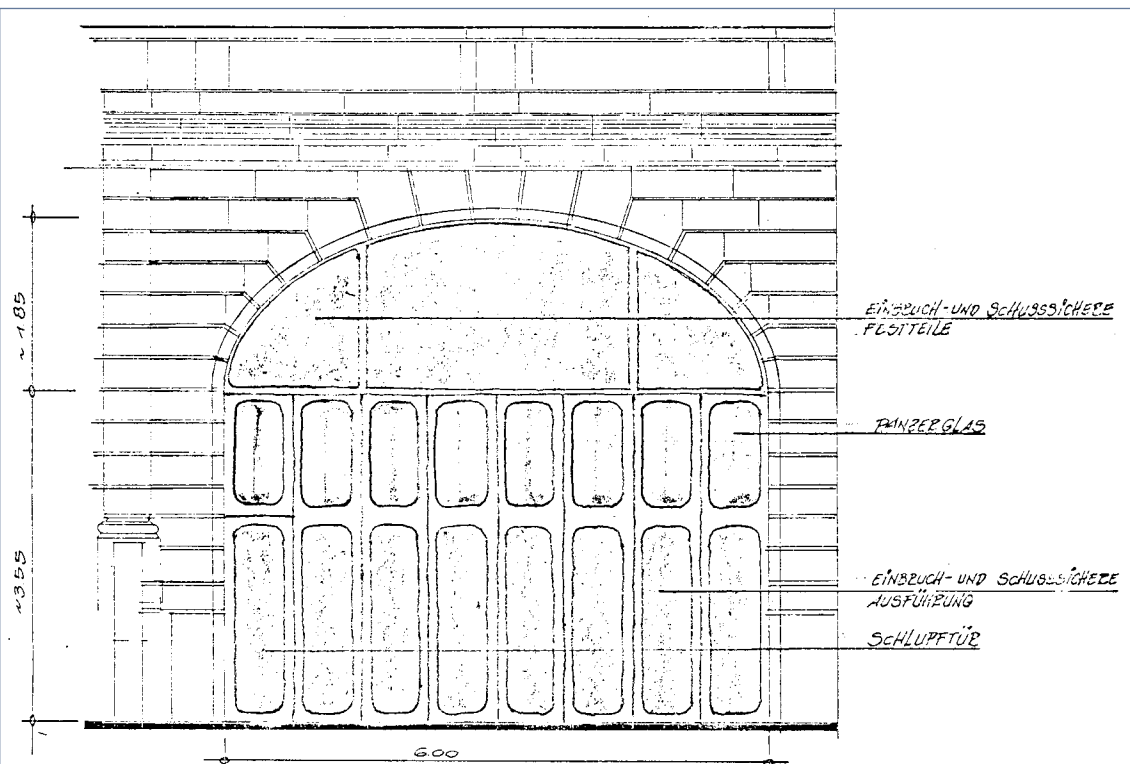 ~185
~355
6.00
EINBRUCH-UND SCHUSSSICHERE
FESTTEILE
PANZERGLAS
EINBRUCH-UND SCHUSSSICHERE
AUSFÜHRUNG
SCHLUPFTÜR